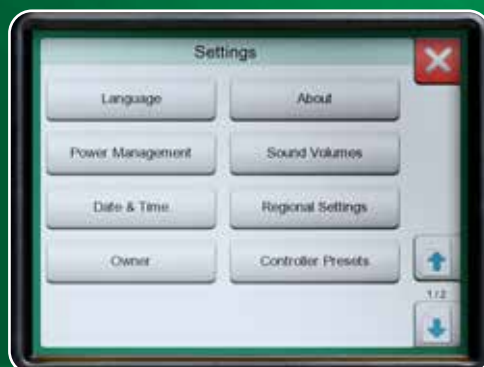 Settings
Language
About
Power Management
Sound Volumes
Date & Time
Regional Settings
Owner
Controller Presets
1/2